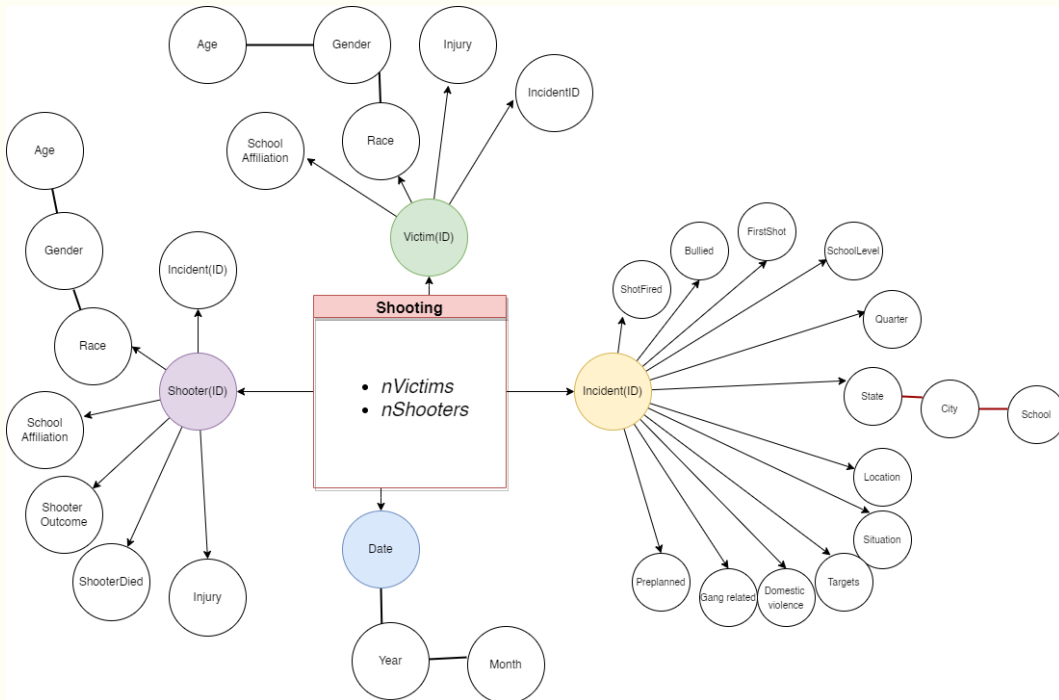 Age
Gender
Injury
IncidentID
School
Affiliation
Race
Victim(ID)
Age
Gender
Race
Incident(ID)
Shooter(ID)
School
Affiliation
Shooter
Outcome
ShooterDied
Injury
Shooting
• nVictims
• nShooters
Date
Year
Month
Incident(ID)
ShotFired
Bullied
FirstShot
SchoolLevel
Quarter
State
City
School
Location
Situation
Targets
Domestic
violence
Gang related
Preplanned